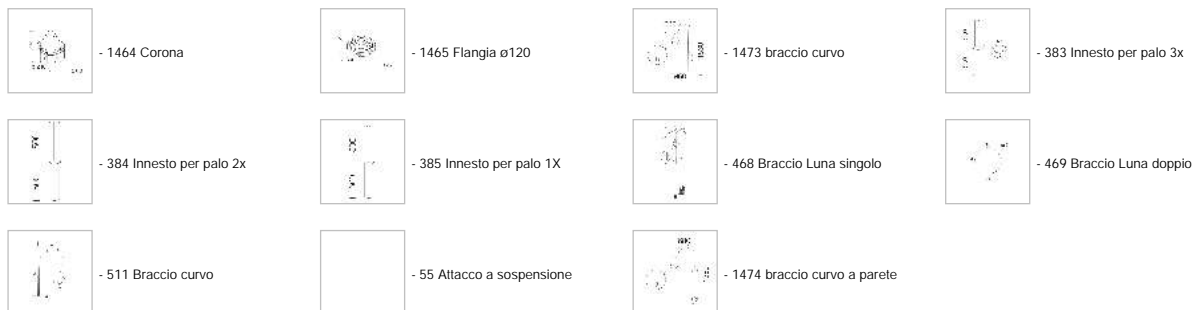 - 1464 Corona
- 1465 Flangia ø120
- 1473 braccio curvo
- 383 Innesto per palo 3x
- 384 Innesto per palo 2x
- 385 Innesto per palo 1X
- 468 Braccio Luna singolo
- 469 Braccio Luna doppio
- 511 Braccio curvo
- 55 Attacco a sospensione
- 1474 braccio curvo a parete